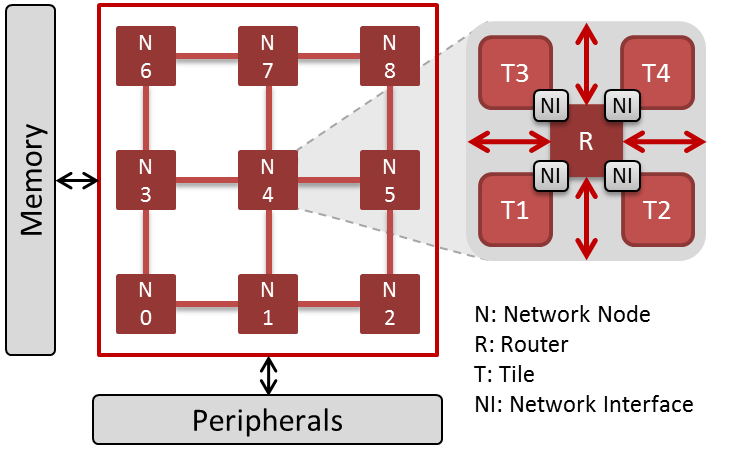 Memory
N
6
N
7
N
8
N
3
N
4
N
5
N
0
N
1
N
2
Peripherals
T3
T4
NI
NI
R
NI
NI
T1
T2
N: Network Node
R: Router
T: Tile
NI: Network Interface